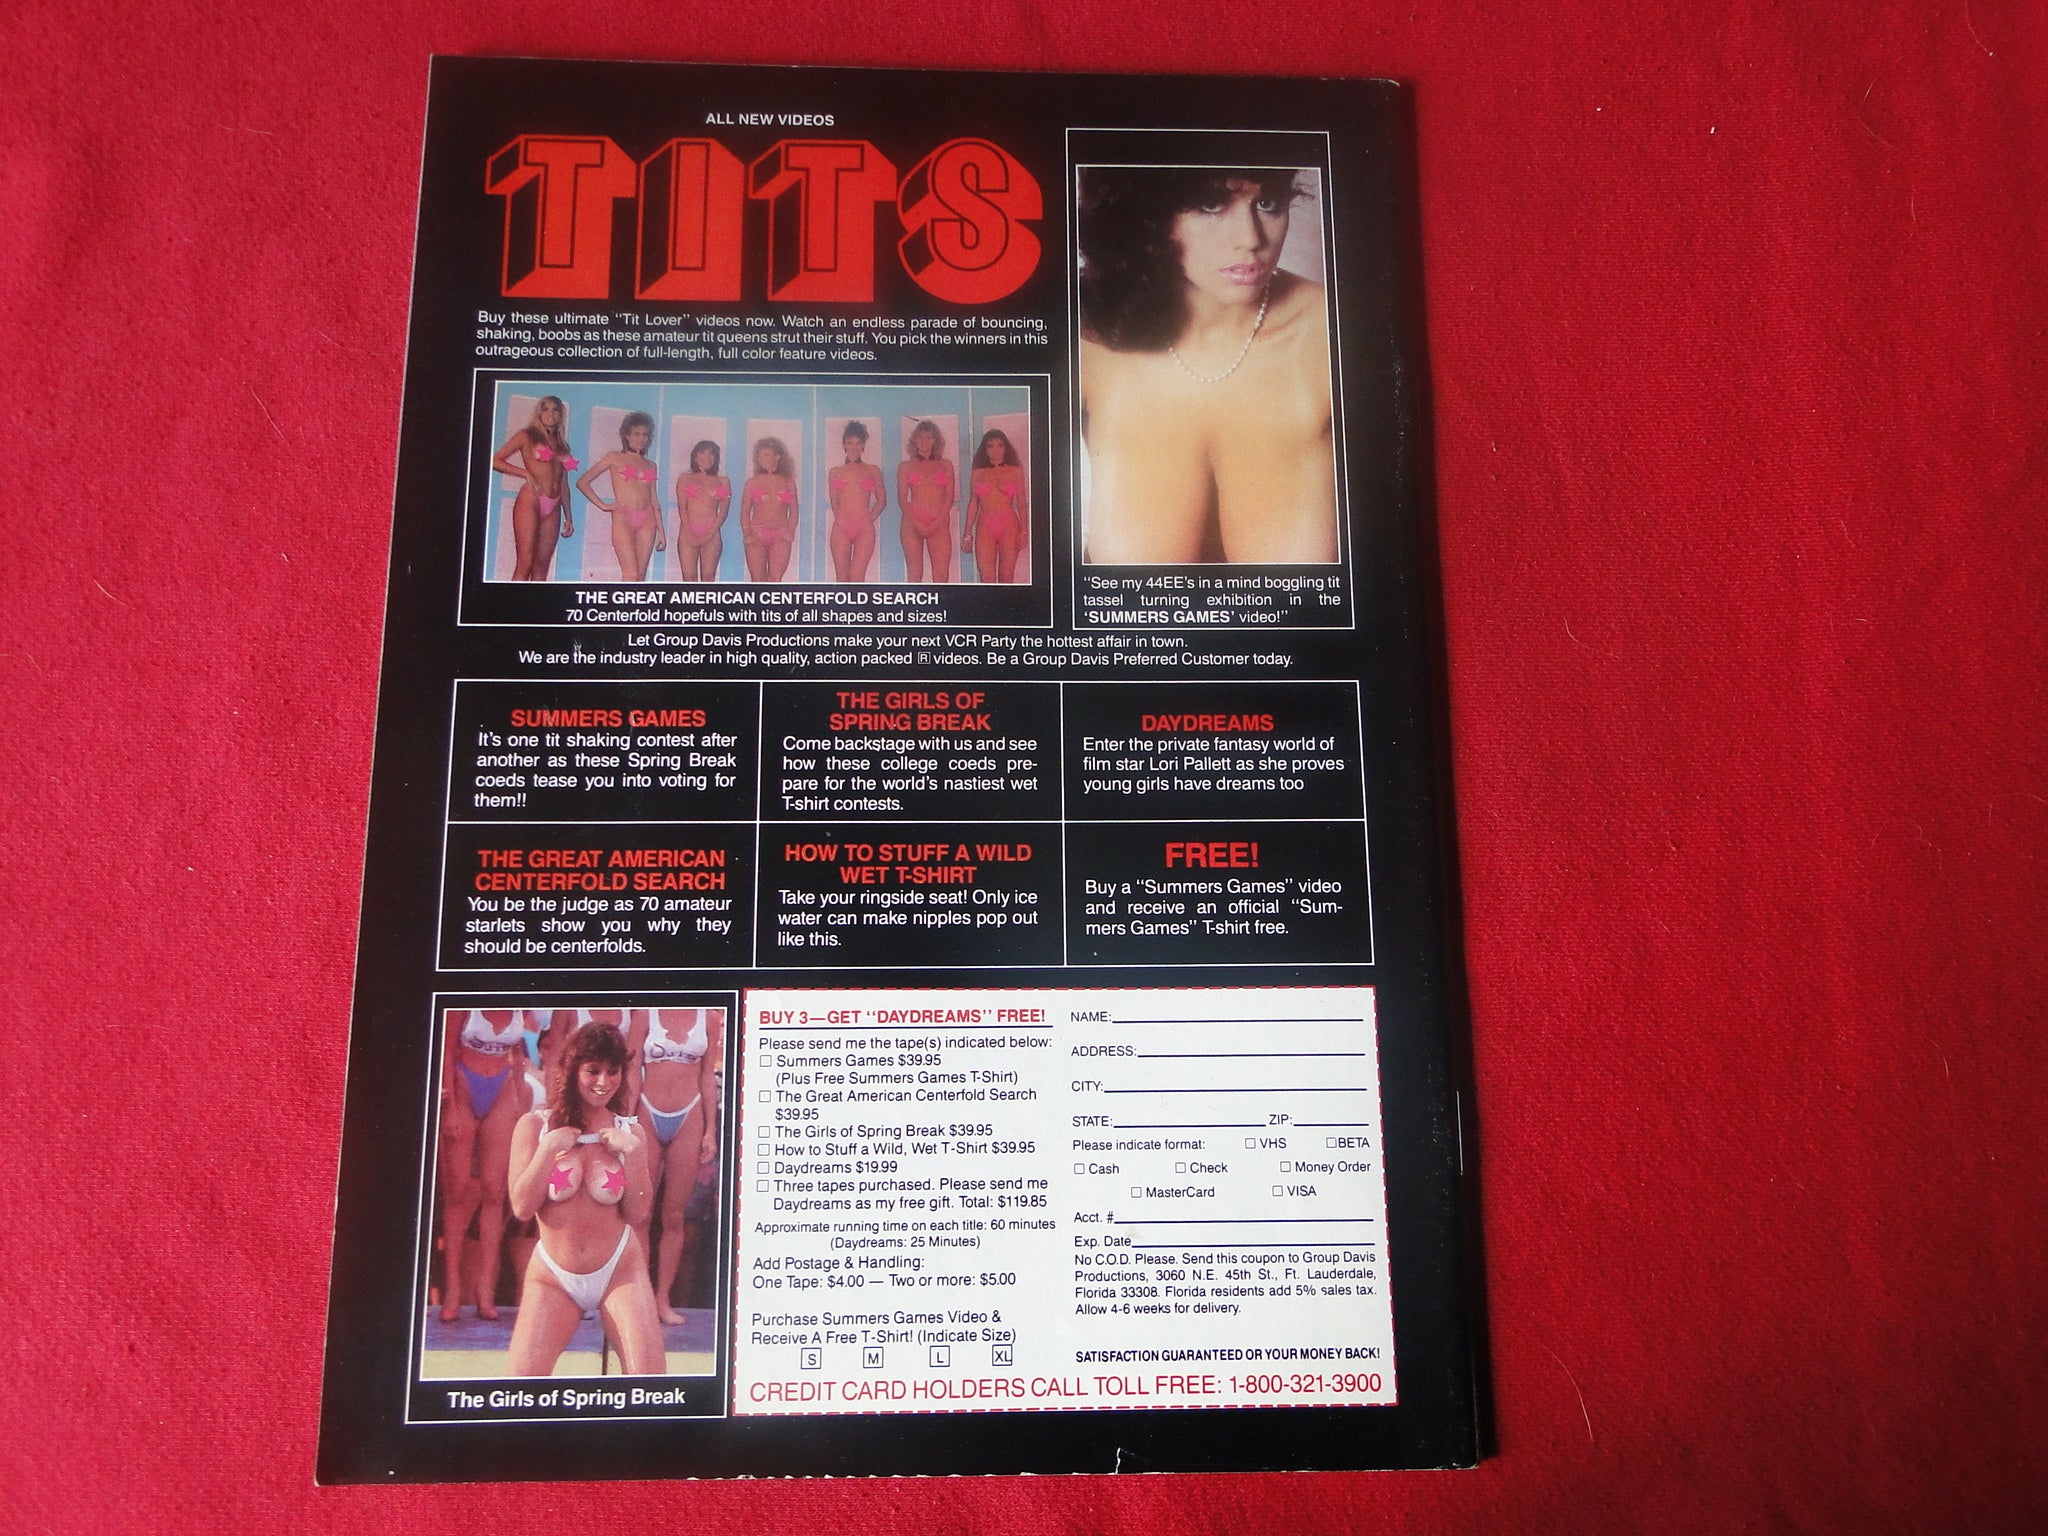 ALL NEW VIDEOS
TITS
Buy these ultimate "Tit Lover" videos now. Watch an endless parade of bouncing,
shaking, boobs as these amateur tit queens strut their stuff. You pick the winners in this
outrageous collection of full-length, full color feature videos.
THE GREAT AMERICAN CENTERFOLD SEARCH
70 Centerfold hopefuls with tits of all shapes and sizes!
"See my 44EE's in a mind boggling tit
tassel turning exhibition in the
'SUMMERS GAMES' video!"
Let Group Davis Productions make your next VCR Party the hottest affair in town.
We are the industry leader in high quality, action packed R videos. Be a Group Davis Preferred Customer today.
SUMMERS GAMES
It's one tit shaking contest after
another as these Spring Break
coeds tease you into voting for
them!!
THE GIRLS OF
SPRING BREAK
Come backstage with us and see
how these college coeds pre-
pare for the world's nastiest wet
T-shirt contests.
DAYDREAMS
Enter the private fantasy world of
film star Lori Pallett as she proves
young girls have dreams too
THE GREAT AMERICAN
CENTERFOLD SEARCH
You be the judge as 70 amateur
starlets show you why they
should be centerfolds.
HOW TO STUFF A WILD
WET T-SHIRT
Take your ringside seat! Only ice
water can make nipples pop out
like this.
FREE!
Buy a "Summers Games" video
and receive an official "Sum-
mers Games" T-shirt free.
The Girls of Spring Break
BUY 3—GET "DAYDREAMS" FREE!
Please send me the tape(s) indicated below:
☐ Summers Games $39.95
(Plus Free Summers Games T-Shirt)
☐ The Great American Centerfold Search
$39.95
☐ The Girls of Spring Break $39.95
☐ How to Stuff a Wild, Wet T-Shirt $39.95
☐ Daydreams $19.99
☐ Three tapes purchased. Please send me
Daydreams as my free gift. Total: $119.85
Approximate running time on each title: 60 minutes
(Daydreams: 25 Minutes)
Add Postage & Handling:
One Tape: $4.00 — Two or more: $5.00
Purchase Summers Games Video &
Receive A Free T-Shirt! (Indicate Size)
S M L XL
NAME:
ADDRESS:
CITY:
STATE: ZIP:
Please indicate format: ☐ VHS ☐ BETA
☐ Cash ☐ Check ☐ Money Order
☐ MasterCard ☐ VISA
Acct. #
Exp. Date
No C.O.D. Please. Send this coupon to Group Davis
Productions, 3060 N.E. 45th St., Ft. Lauderdale,
Florida 33308. Florida residents add 5% sales tax.
Allow 4-6 weeks for delivery.
SATISFACTION GUARANTEED OR YOUR MONEY BACK!
CREDIT CARD HOLDERS CALL TOLL FREE: 1-800-321-3900